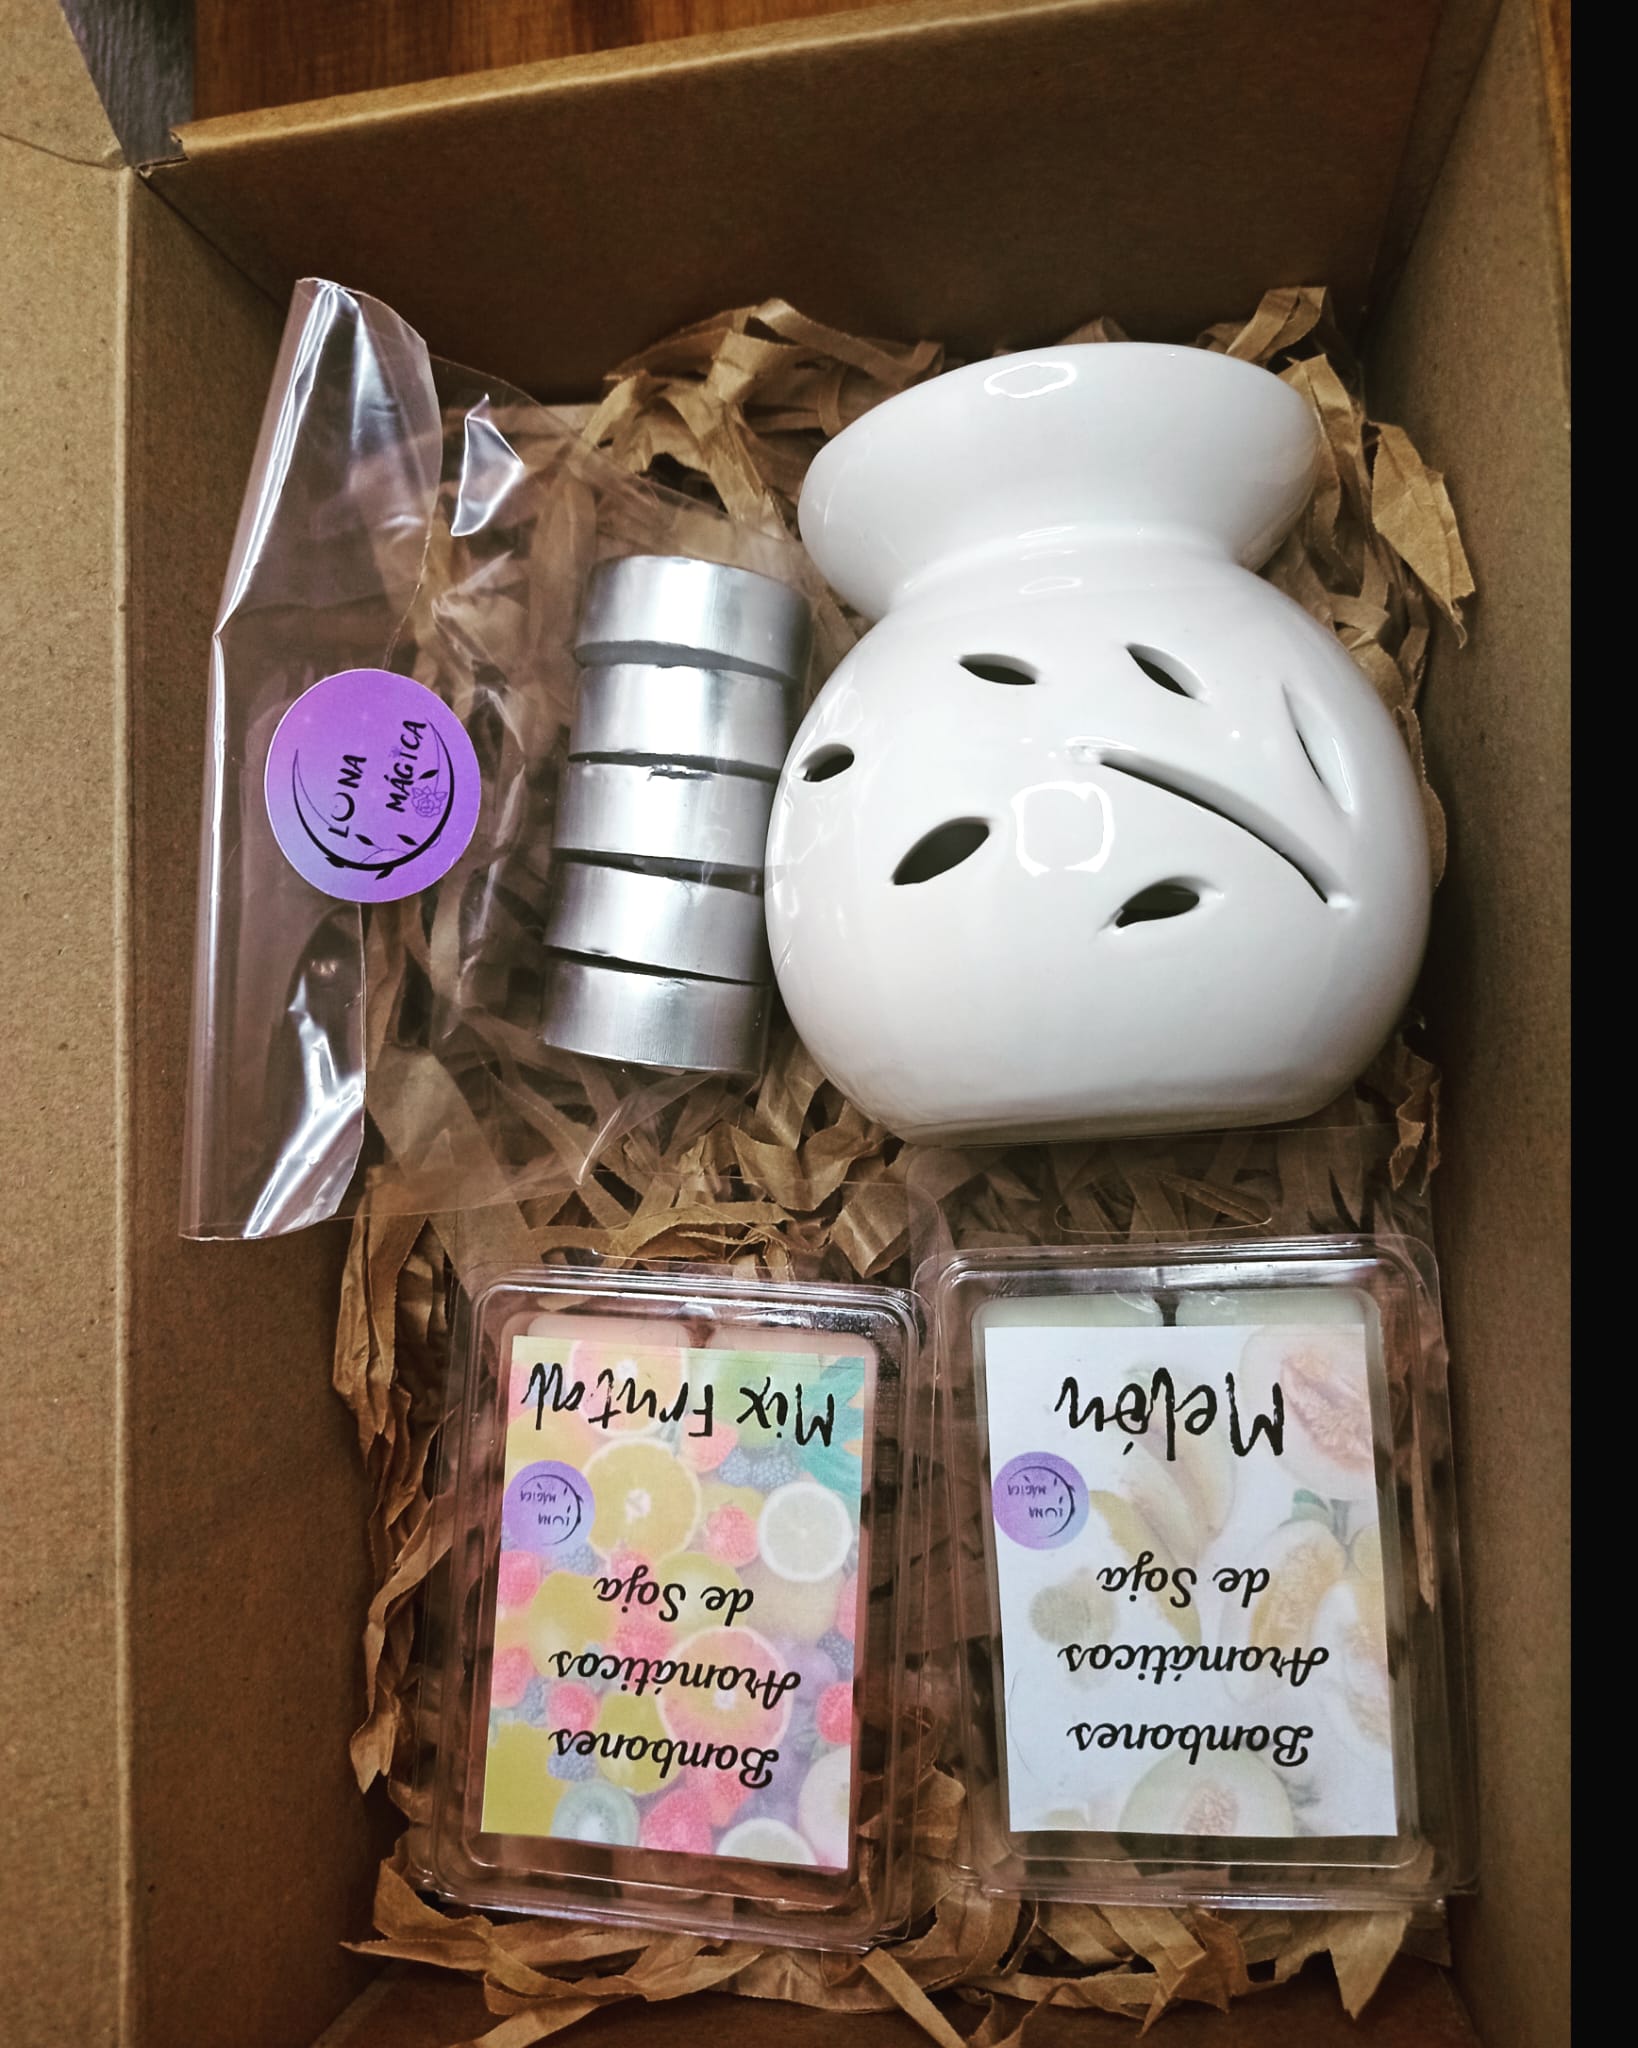 LUNA
MÁGICA
Bombones
Aromáticos
de Soja
LUNA
MÁGICA
Mix Frutal
Bombones
Aromáticos
de Soja
LUNA
MÁGICA
Melón